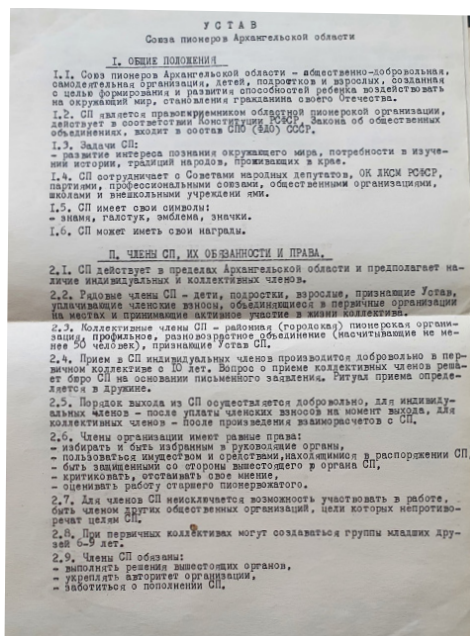 У С Т А В
Союза пионеров Архангельской области
I. ОБЩИЕ ПОЛОЖЕНИЯ
I.I. Союз пионеров Архангельской области - общественно-добровольная,
самодеятельная организация, детей, подростков и взрослых, созданная
с целью формирования и развития способностей ребенка воздействовать
на окружающий мир, становления гражданина своего Отечества.
I.2. СП является правоприемником областной пионерской организации,
действует в соответствии Конституции РСФСР, Закона об общественных
объединениях, входит в состав СПО (ФДО) СССР.
I.3. Задачи СП:
- развитие интереса познания окружающего мира, потребности в изуче-
нии истории, традиций народов, проживающих в крае.
I.4. СП сотрудничает с Советами народных депутатов, ОК ЛКСМ РСФСР,
партиями, профессиональными союзами, общественными организациями,
школами и внешкольными учреждени ями.
I.5. СП имеет свои символы:
- знамя, галстук, эмблема, значки.
I.6. СП может иметь свои награды.
П. ЧЛЕНЫ СП, ИХ ОБЯЗАННОСТИ И ПРАВА.
2.I. СП действует в пределах Архангельской области и предполагает на-
личие индивидуальных и коллективных членов.
2.2. Рядовые члены СП - дети, подростки, взрослые, признающие Устав,
уплачивающие членские взносы, объединяющиеся в первичные организации
на местах и принимающие активное участие в жизни коллектива.
2.3. Коллективные члены СП - районная (городская) пионерская органи-
зация, профильное, разновозрастное объединение (насчитывающие не ме-
нее 50 человек), признающие Устав СП.
2.4. Прием в СП индивидуальных членов производится добровольно в пер-
вичном коллективе с IO лет. Вопрос о приеме коллективных членов реша-
ет бюро СП на основании письменного заявления. Ритуал приема опреде-
ляется в дружине.
2.5. Порядок выхода из СП осуществляется добровольно, для индивиду-
альных членов - после уплаты членских взносов на момент выхода, для
коллективных членов - после произведения взаиморасчетов с СП.
2.6. Члены организации имеют равные права:
- избирать и быть избранным в руководящие органы,
- пользоваться имуществом и средствами,находящимися в распоряжении СП,
- быть защищенными со стороны вышестоящего органа СП,
- критиковать, отстаивать свое мнение,
- оценивать работу старшего пионервожатого.
2.7. Для членов СП неисключается возможность участвовать в работе,
быть членом других общественных организаций, цели которых непротиво-
речат целям СП.
2.8. При первичных коллективах могут создаваться группы младших дру-
зей 6-9 лет.
2.9. Члены СП обязаны:
- выполнять решения вышестоящих органов,
- укреплять авторитет организации,
- заботиться о пополнении СП.